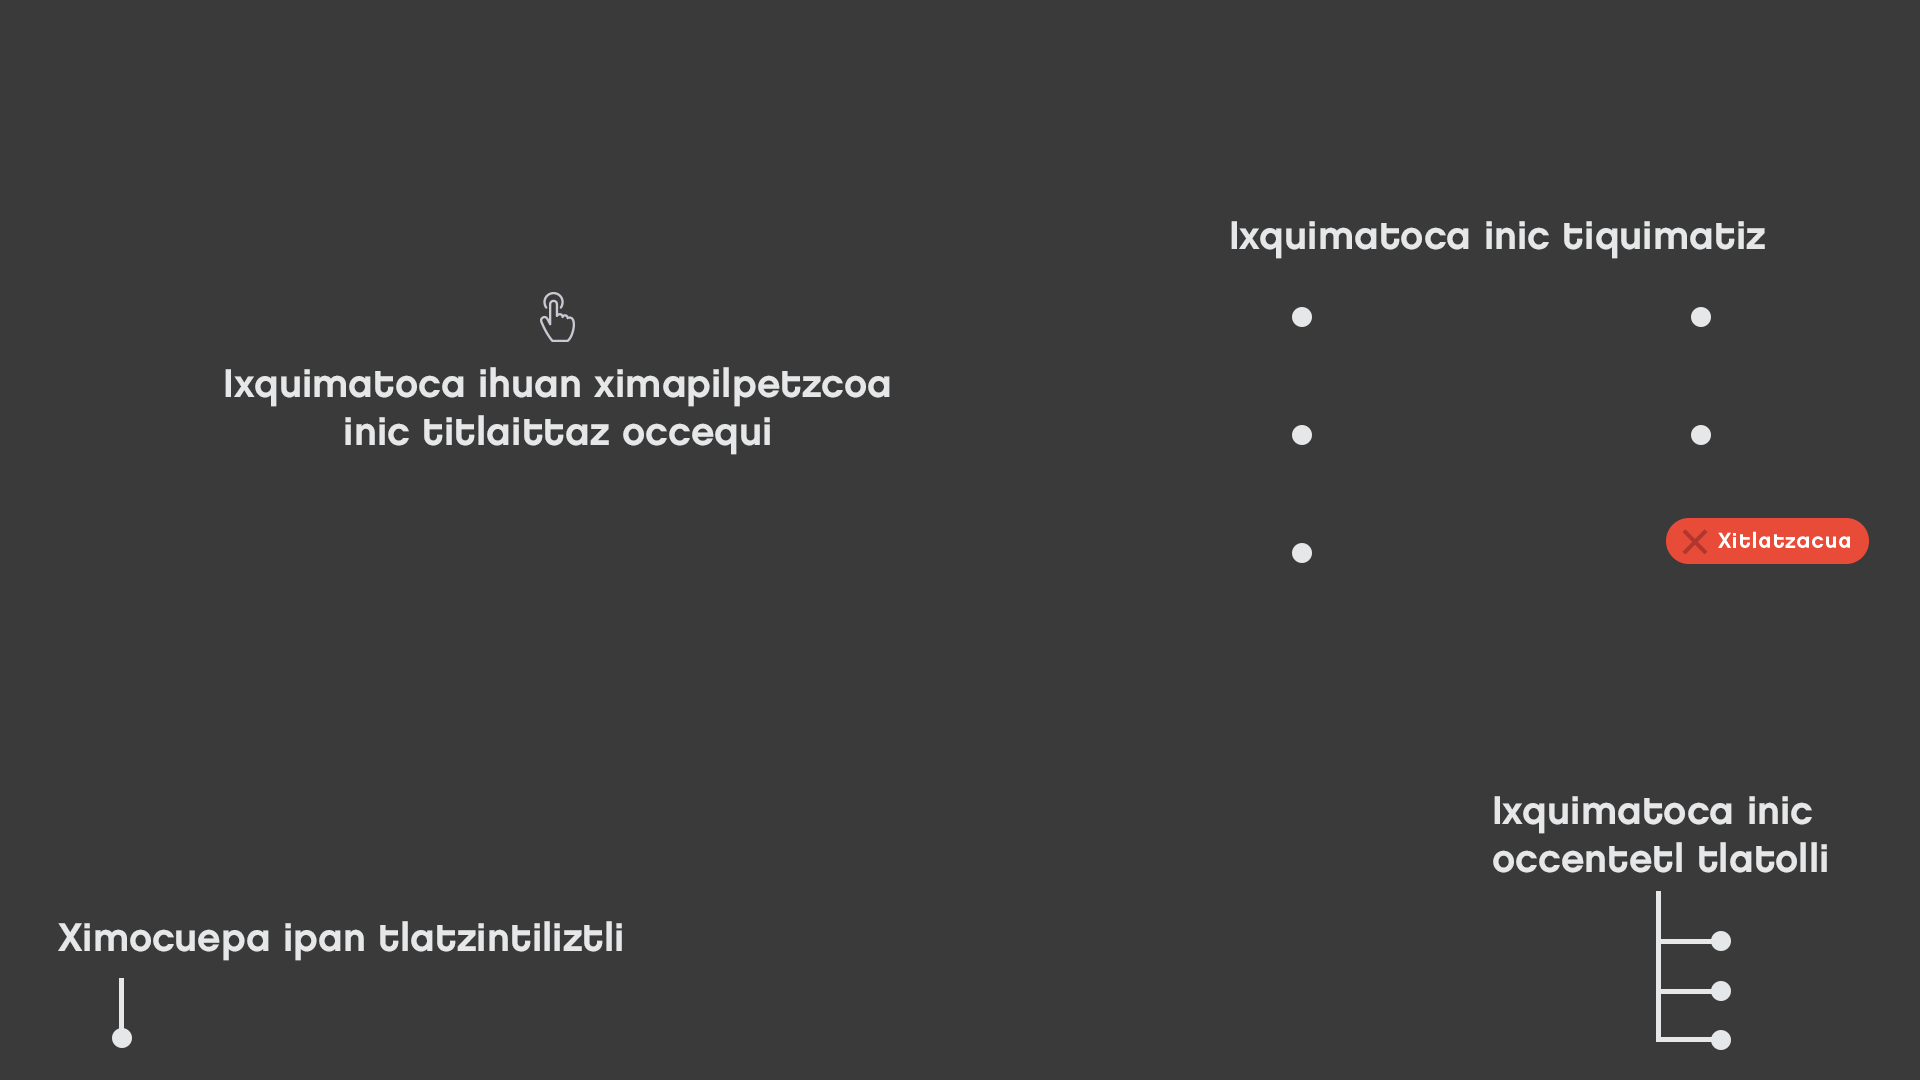 Ixquimatoca inic tiquimatiz
Ixquimatoca ihuan ximapilpetzcoa
inic titlaittaz occequi
Xitlatzacua
Ixquimatoca inic
occentetl tlatolli
Ximocuepa ipan tlatzintiliztli